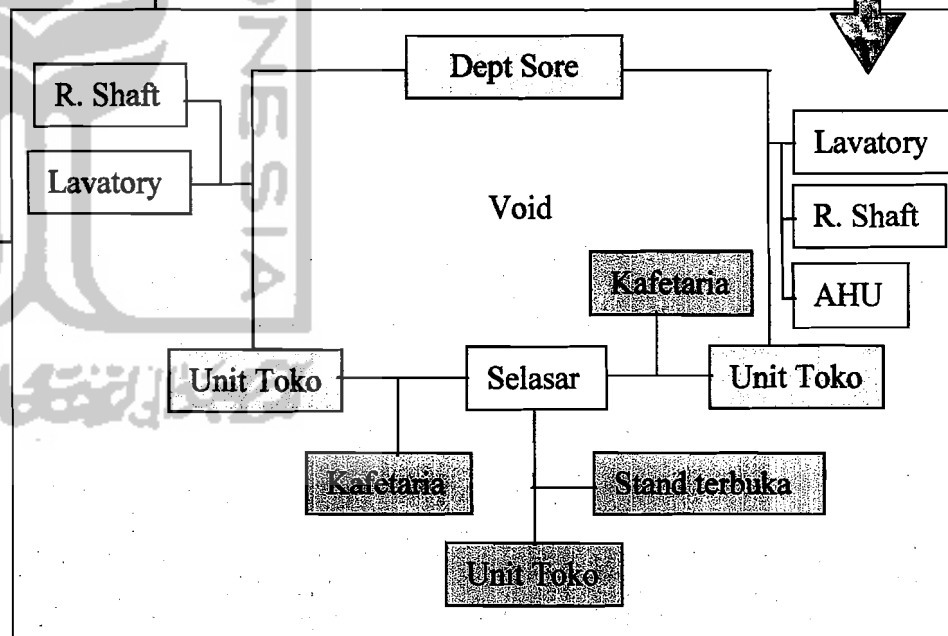 Dept Sore
R. Shaft
Lavatory
Lavatory
Void
R. Shaft
Kafetaria
AHU
Unit Toko
Selasar
Unit Toko
Kafetaria
Stand terbuka
Unit Toko